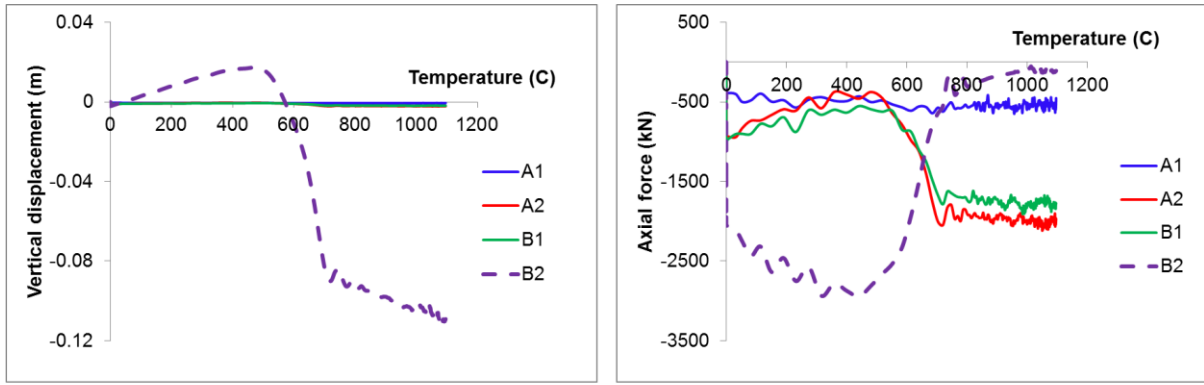 0.04
Temperature (C)
0
0 200 400 600 800 1000 1200
-0.04
-0.08
-0.12
Vertical displacement (m)
A1
A2
B1
B2
500
Temperature (C)
0 200 400 600 800 1000 1200
-500
-1500
-2500
-3500
Axial force (kN)
A1
A2
B1
B2